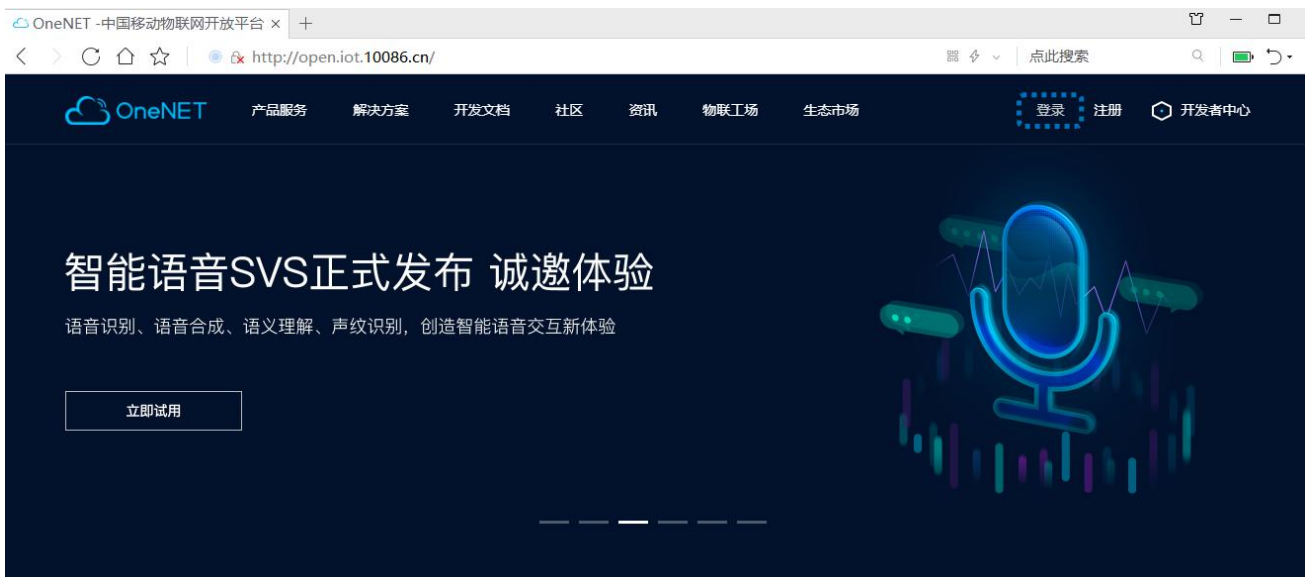 OneNET -中国移动物联网开放平台
http://open.iot.10086.cn/
点此搜索
OneNET 产品服务 解决方案 开发文档 社区 资讯 物联工场 生态市场 登录 注册 开发者中心
智能语音SVS正式发布 诚邀体验
语音识别、语音合成、语义理解、声纹识别，创造智能语音交互新体验
立即试用